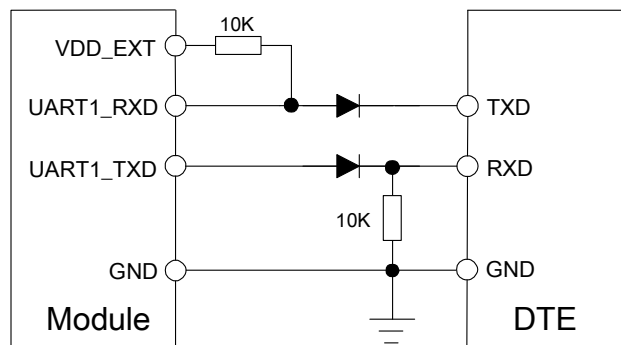 10K
VDD_EXT
UART1_RXD
TXD
UART1_TXD
RXD
10K
GND
GND
Module
DTE